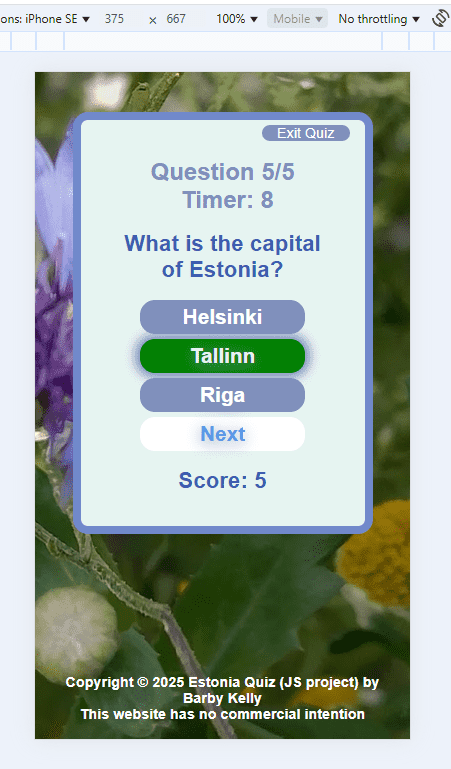 ons: iPhone SE ▼ 375 × 667 100% ▼ Mobile ▼ No throttling ▼
Exit Quiz
Question 5/5
Timer: 8
What is the capital
of Estonia?
Helsinki
Tallinn
Riga
Next
Score: 5
Copyright © 2025 Estonia Quiz (JS project) by
Barby Kelly
This website has no commercial intention